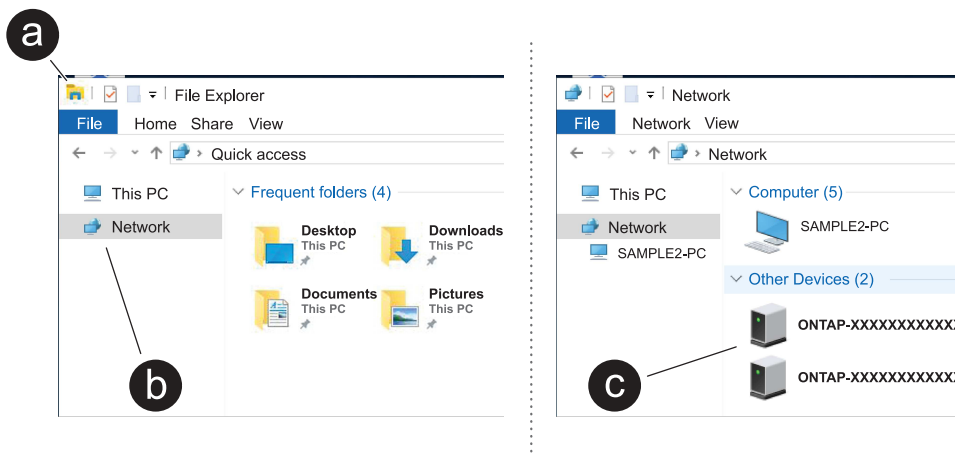 a
File Explorer
File Home Share View
Quick access
This PC
Network
Frequent folders (4)
Desktop
This PC
Downloads
This PC
Documents
This PC
Pictures
This PC
b
Network
File Network View
Network
This PC
Network
SAMPLE2-PC
Computer (5)
SAMPLE2-PC
Other Devices (2)
ONTAP-XXXXXXXXXXXX
ONTAP-XXXXXXXXXXXX
c